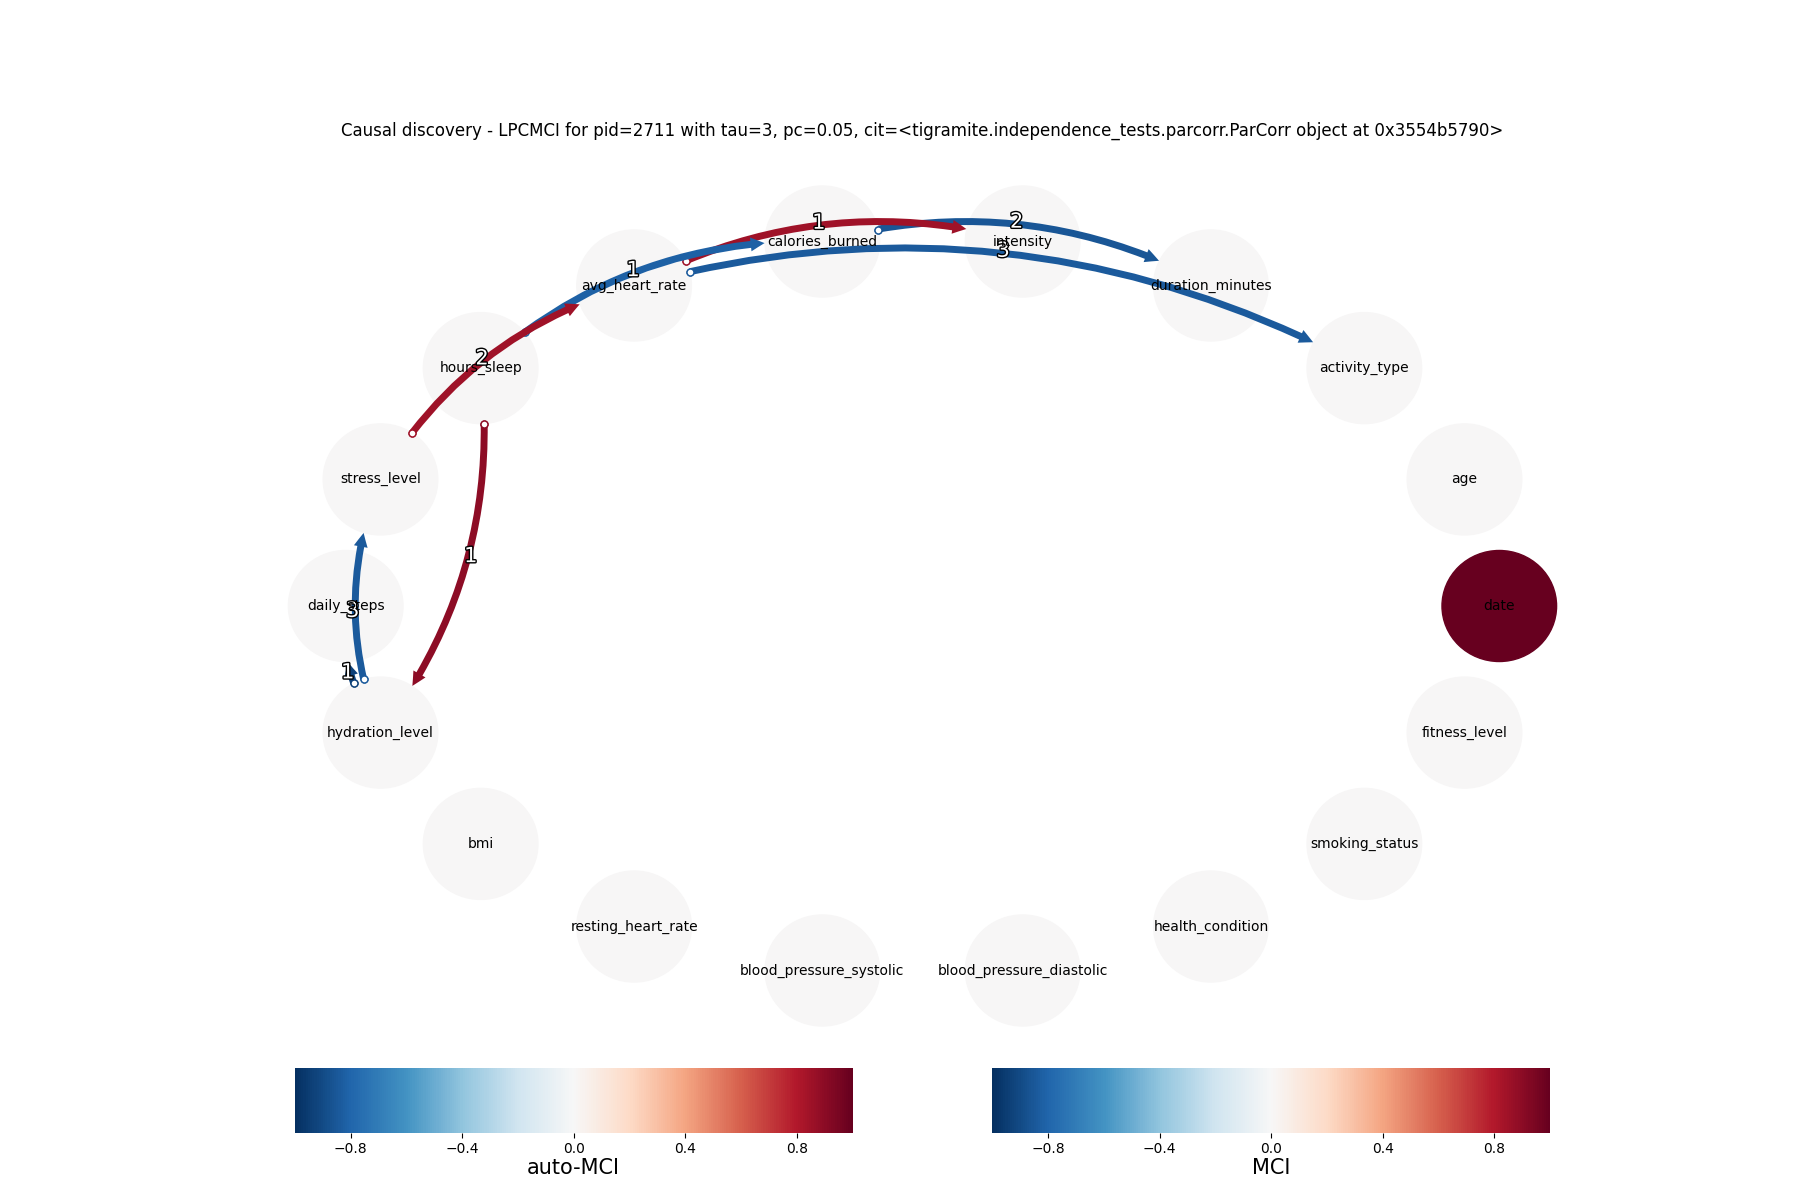 Causal discovery - LPCMCI for pid=2711 with tau=3, pc=0.05, cit=<tigramite.independence_tests.parcorr.ParCorr object at 0x3554b5790>
1
2
calories_burned
intensity
3
1
avg_heart_rate
duration_minutes
2
hours_sleep
activity_type
stress_level
age
1
daily_steps
3
date
1
hydration_level
fitness_level
bmi
smoking_status
resting_heart_rate
health_condition
blood_pressure_systolic
blood_pressure_diastolic
−0.8 −0.4 0.0 0.4 0.8
auto-MCI
−0.8 −0.4 0.0 0.4 0.8
MCI